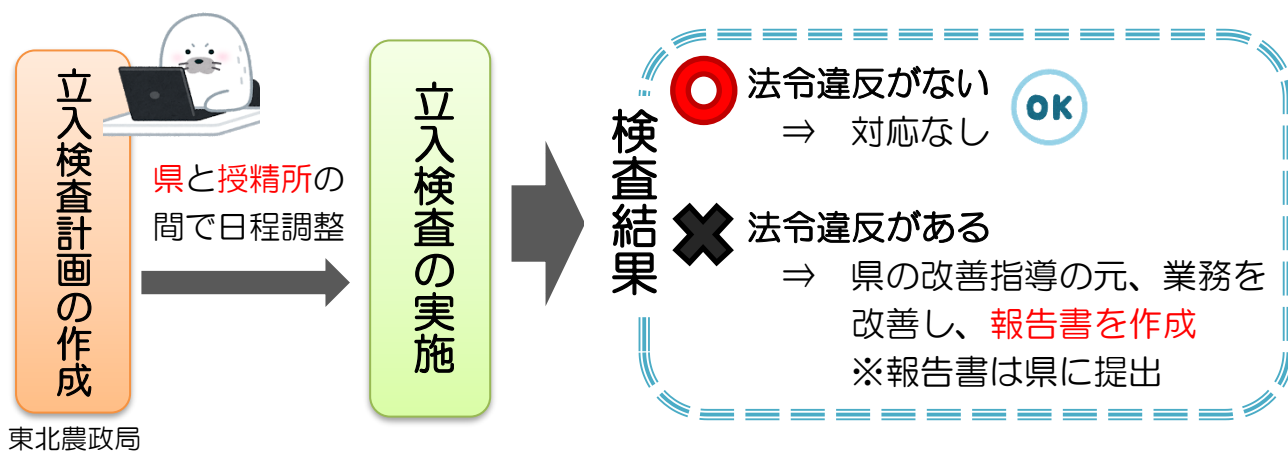 立入検査計画の作成
東北農政局
県と授精所の
間で日程調整
立入検査の実施
検査結果
法令違反がない
⇒ 対応なし
OK
法令違反がある
⇒ 県の改善指導の元、業務を
改善し、報告書を作成
※報告書は県に提出